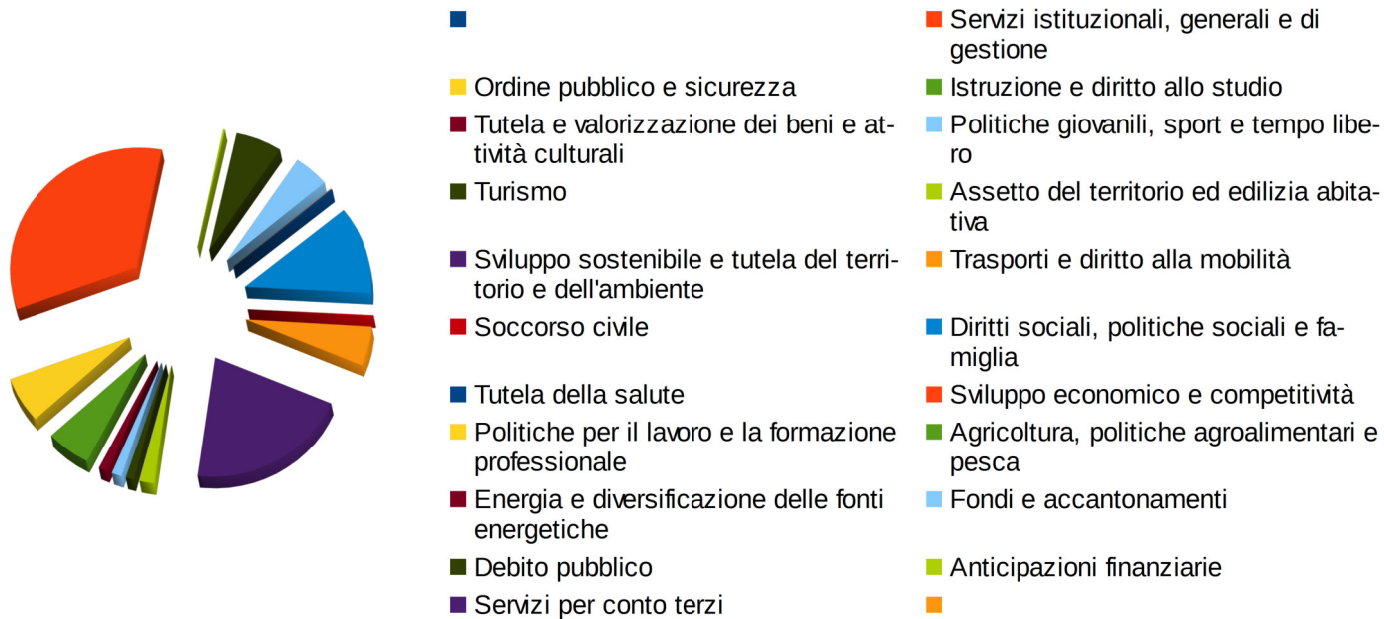 Servizi istituzionali, generali e di
gestione
Ordine pubblico e sicurezza
Istruzione e diritto allo studio
Tutela e valorizzazione dei beni e at-
tività culturali
Politiche giovanili, sport e tempo libe-
ro
Turismo
Assetto del territorio ed edilizia abita-
tiva
Sviluppo sostenibile e tutela del terri-
torio e dell'ambiente
Trasporti e diritto alla mobilità
Soccorso civile
Diritti sociali, politiche sociali e fa-
miglia
Tutela della salute
Sviluppo economico e competitività
Politiche per il lavoro e la formazione
professionale
Agricoltura, politiche agroalimentari e
pesca
Energia e diversificazione delle fonti
energetiche
Fondi e accantonamenti
Debito pubblico
Anticipazioni finanziarie
Servizi per conto terzi